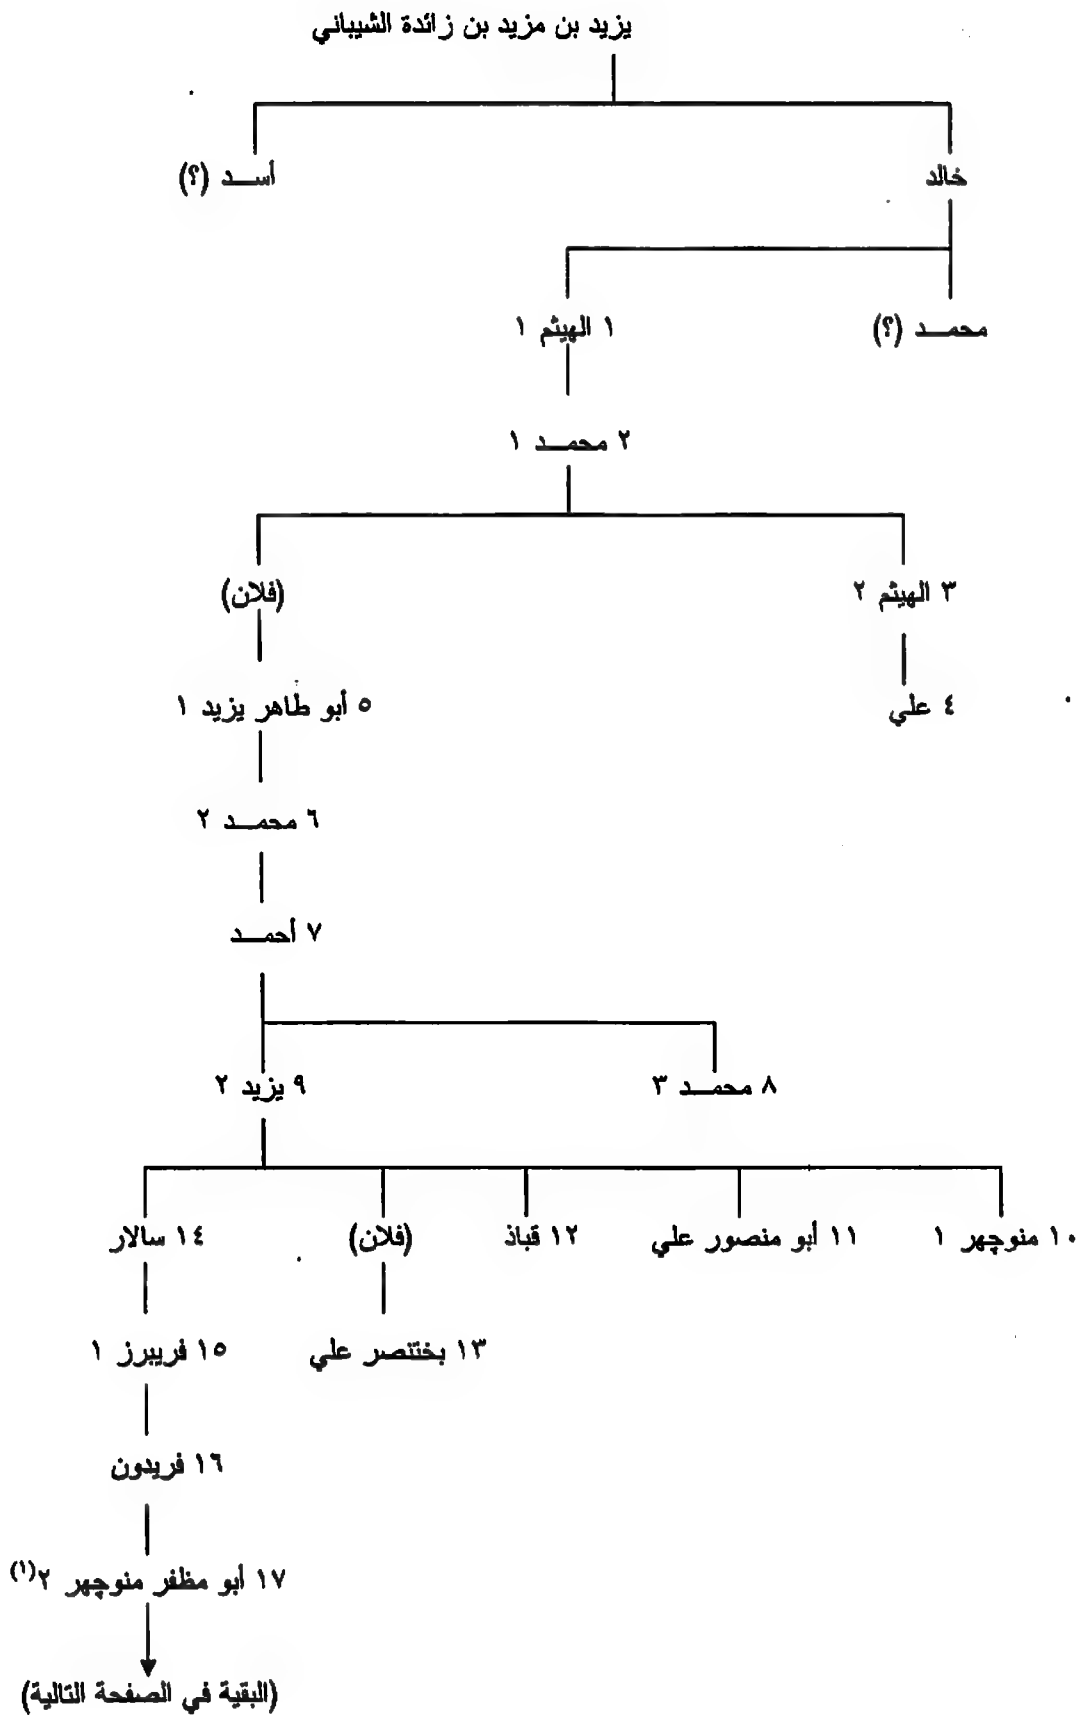 يزيد بن مزيد بن زائدة الشيباني
خالد
أسـد (؟)
محمـد (؟)
١ الهيثم ١
٢ محمـد ١
٣ الهيثم ٢
(فلان)
٤ علي
٥ أبو طاهر يزيد ١
٦ محمـد ٢
٧ أحمـد
٨ محمـد ٣
٩ يزيد ٢
١٠ منوچهر ١
١١ أبو منصور علي
١٢ قباذ
(فلان)
١٤ سالار
١٣ بختنصر علي
١٥ فريبرز ١
١٦ فريدون
١٧ أبو مظفر منوچهر ٢(١)
(البقية في الصفحة التالية)